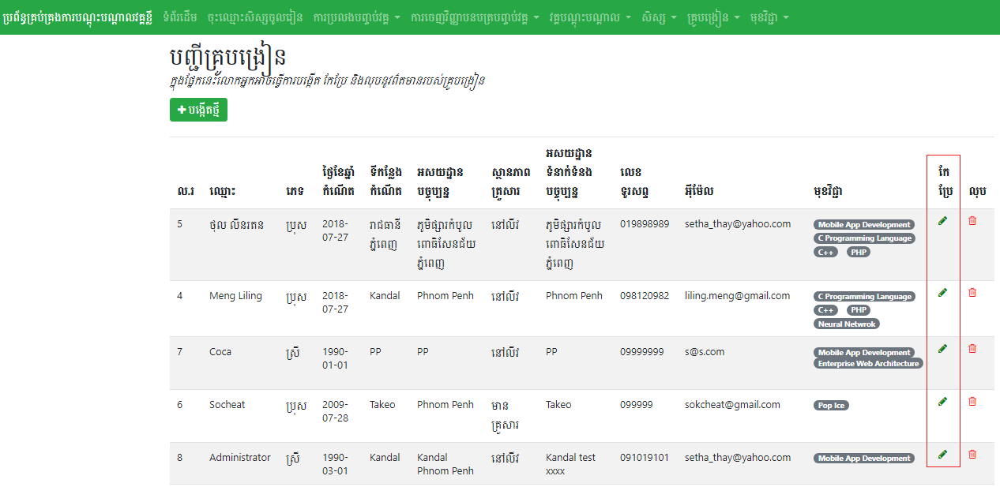 ប្រព័ន្ធគ្រប់គ្រងការបណ្តុះបណ្តាលវគ្គខ្លី ទំព័រដើម ចុះឈ្មោះសិស្សចូលរៀន ការប្រលងបញ្ចប់វគ្គ ការចេញវិញ្ញាបនបត្របញ្ចប់វគ្គ វគ្គបណ្តុះបណ្តាល សិស្ស គ្រូបង្រៀន មុខវិជ្ជា
បញ្ជីគ្រូបង្រៀន
ក្នុងផ្នែកនេះលោកអ្នកអាចធ្វើការបង្កើត កែប្រែ និងលុបនូវព័តមានរបស់គ្រូបង្រៀន
បង្កើតថ្មី
ល.រ ឈ្មោះ ភេទ ថ្ងៃខែឆ្នាំ ទីកន្លែង អសយដ្ឋាន ស្ថានភាព អសយដ្ឋាន លេខ អ៊ីម៉ែល មុខវិជ្ជា កែ លុប
កំណើត កំណើត បច្ចុប្បន្ន គ្រួសារ ទំនាក់ទំនង ទូរសព្ទ ប្រែ
បច្ចុប្បន្ន
5 ថុល លីនរតន ប្រុស 2018- រាជធានី ភូមិផ្សារកំបូល នៅលីវ ភូមិផ្សារកំបូល 019898989 setha_thay@yahoo.com Mobile App Development
07-27 ភ្នំពេញ ពោធិសែនជ័យ ពោធិសែនជ័យ C Programming Language
ភ្នំពេញ ភ្នំពេញ C++ PHP
4 Meng Liling ប្រុស 2018- Kandal Phnom Penh នៅលីវ Phnom Penh 098120982 liling.meng@gmail.com C Programming Language
07-27 C++ PHP
Neural Netwrok
7 Coca ស្រី 1990- PP PP នៅលីវ PP 09999999 s@s.com Mobile App Development
01-01 Enterprise Web Architecture
6 Socheat ប្រុស 2009- Takeo Phnom Penh មាន Takeo 099999 sokcheat@gmail.com Pop Ice
07-28 គ្រួសារ
8 Administrator ស្រី 1990- Kandal Kandal នៅលីវ Kandal test 091019101 setha_thay@yahoo.com Mobile App Development
03-01 Phnom Penh xxxx